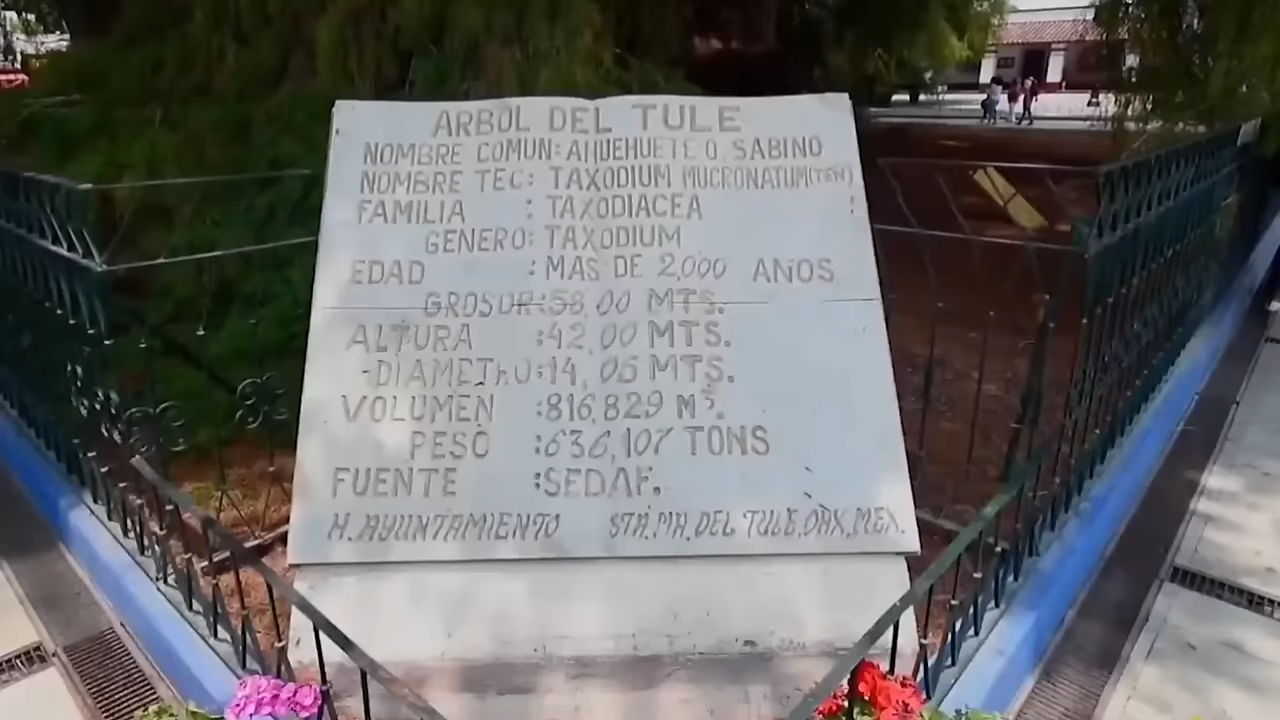 ARBOL DEL TULE
NOMBRE COMUN: AHUEHUETE O SABINO
NOMBRE TEC: TAXODIUM MUCRONATUM(TEN)
FAMILIA : TAXODIACEA :
GENERO: TAXODIUM
EDAD : MAS DE 2,000 AÑOS
GROSOR: 58,00 MTS.
ALTURA :42,00 MTS.
-DIAMETRO:14,05 MTS.
VOLUMEN :816,829 M³.
PESO :636,107 TONS
FUENTE :SEDAF.
H. AYUNTAMIENTO STA. MA. DEL TULE, OAX, MEX.